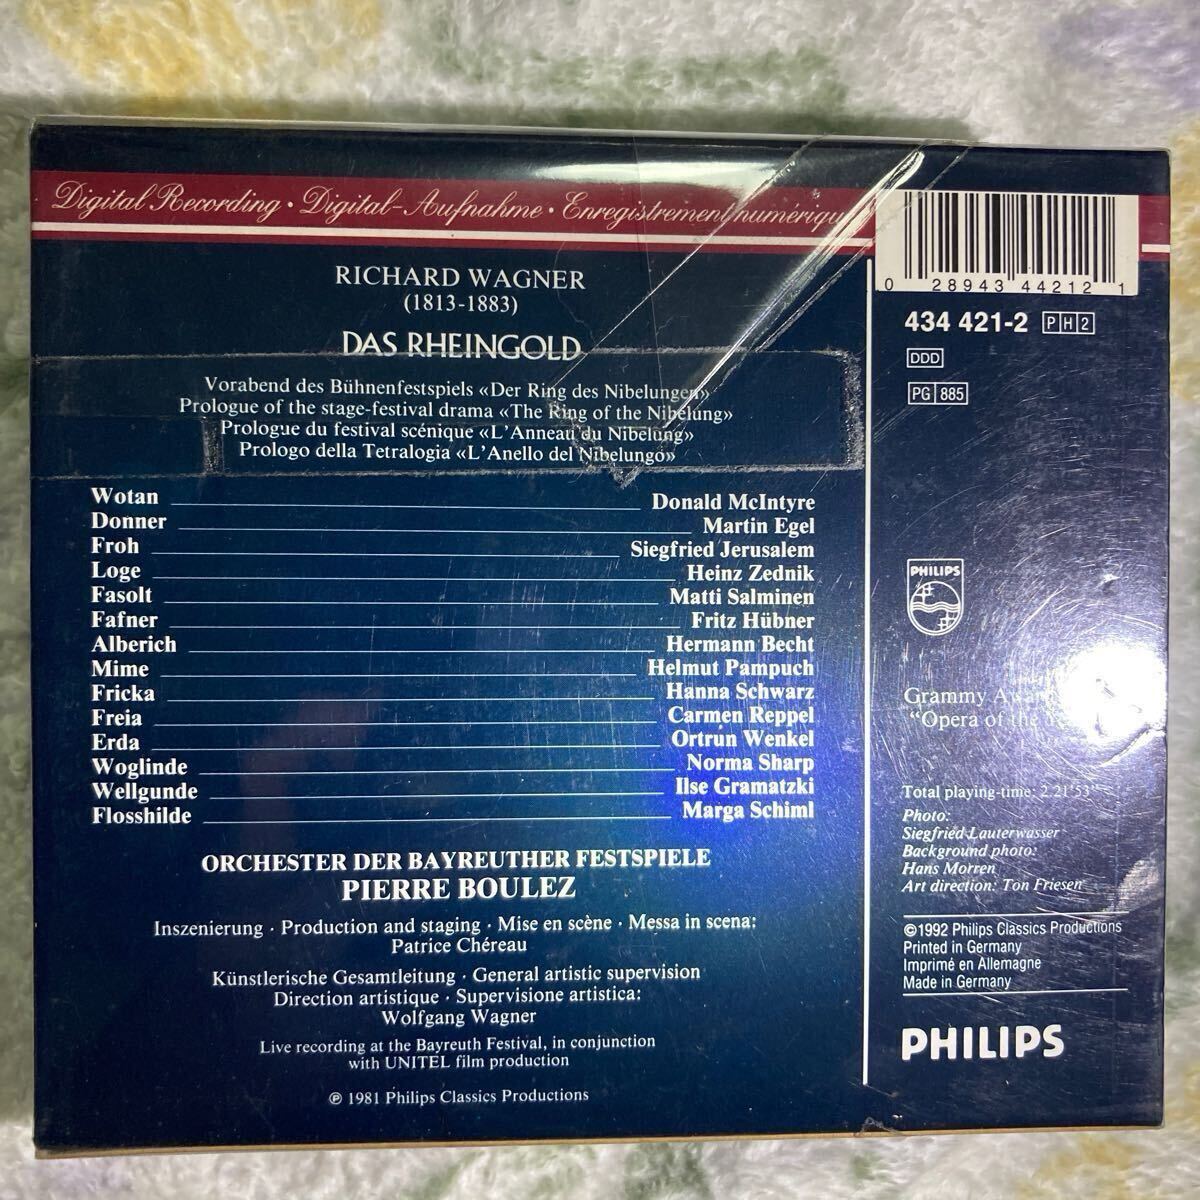 Digital Recording · Digital-Aufnahme · Enregistrement numériqu
RICHARD WAGNER
(1813-1883)
DAS RHEINGOLD
Vorabend des Bühnenfestspiels «Der Ring des Nibelungen»
Prologue of the stage-festival drama «The Ring of the Nibelung»
Prologue du festival scénique «L'Anneau du Nibelung»
Prologo della Tetralogia «L'Anello del Nibelungo»
Wotan Donald McIntyre
Donner Martin Egel
Froh Siegfried Jerusalem
Loge Heinz Zednik
Fasolt Matti Salminen
Fafner Fritz Hübner
Alberich Hermann Becht
Mime Helmut Pampuch
Fricka Hanna Schwarz
Freia Carmen Reppel
Erda Ortrun Wenkel
Woglinde Norma Sharp
Wellgunde Ilse Gramatzki
Flosshilde Marga Schiml
ORCHESTER DER BAYREUTHER FESTSPIELE
PIERRE BOULEZ
Inszenierung · Production and staging · Mise en scène · Messa in scena:
Patrice Chéreau
Künstlerische Gesamtleitung · General artistic supervision
Direction artistique · Supervisione artistica:
Wolfgang Wagner
Live recording at the Bayreuth Festival, in conjunction
with UNITEL film production
℗ 1981 Philips Classics Productions
0 28943 44212 1
434 421-2 PH2
DDD
PG 885
PHILIPS
Grammy
"Opera of the
Total playing-time: 2.21'53"
Photo:
Siegfried Lauterwasser
Background photo:
Hans Morren
Art direction: Ton Friesen
©1992 Philips Classics Productions
Printed in Germany
Imprimé en Allemagne
Made in Germany
PHILIPS